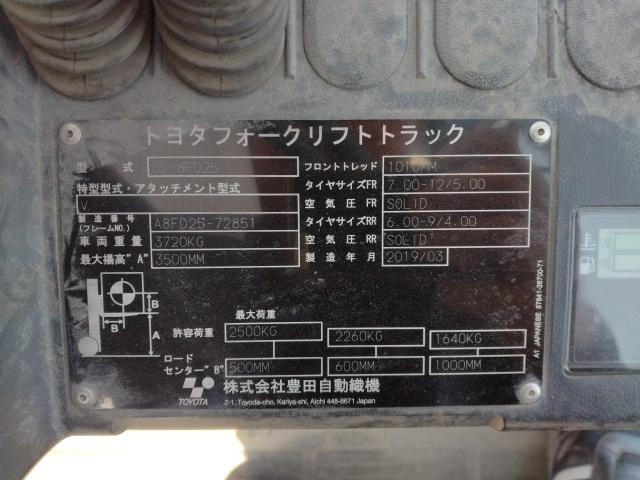 トヨタフォークリフトトラック
型式 8FD25
特型型式・アタッチメント型式
V
製造番号 (フレームNO.) A8FD25-72851
車両重量 3720KG
最大揚高"A" 3500MM
フロントトレッド 1010MM
タイヤサイズFR 7.00-12/5.00
空気圧FR SOLID
タイヤサイズRR 6.00-9/4.00
空気圧RR SOLID
製造年月 2019/03
B
B
A
最大荷重
許容荷重 2500KG 2260KG 1640KG
ロードセンター"B" 500MM 600MM 1000MM
TOYOTA 株式会社豊田自動織機
2-1, Toyoda-cho, Kariya-shi, Aichi 448-8671 Japan
A1 JAPANESE 57641-26700-71
E